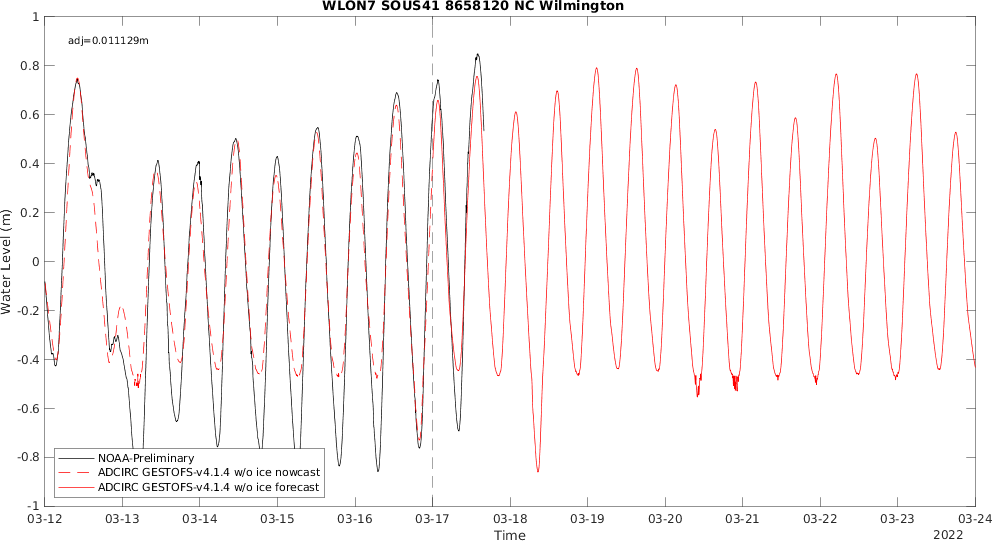 WLON7 SOUS41 8658120 NC Wilmington
adj=0.011129m
1
0.8
0.6
0.4
0.2
0
-0.2
-0.4
-0.6
-0.8
-1
Water Level (m)
NOAA-Preliminary
ADCIRC GESTOFS-v4.1.4 w/o ice nowcast
ADCIRC GESTOFS-v4.1.4 w/o ice forecast
03-12 03-13 03-14 03-15 03-16 03-17 03-18 03-19 03-20 03-21 03-22 03-23 03-24
Time
2022